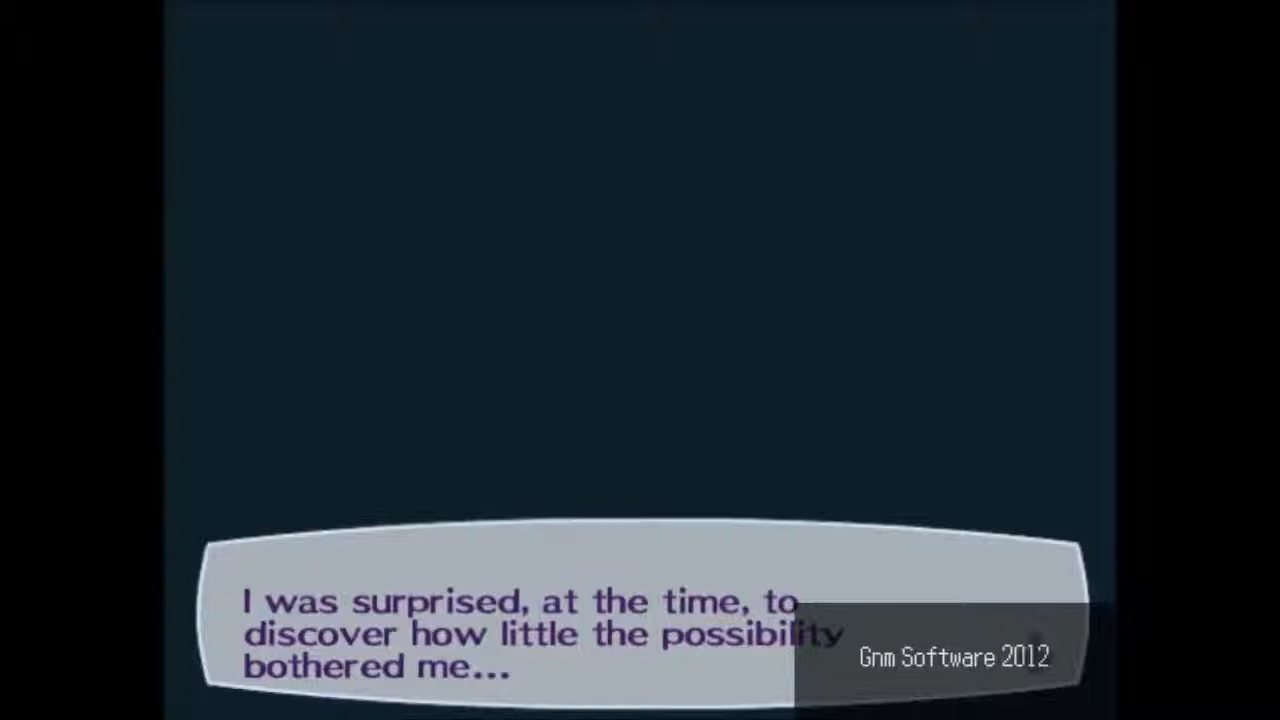 I was surprised, at the time, to
discover how little the possibility
bothered me...
Gnm Software 2012